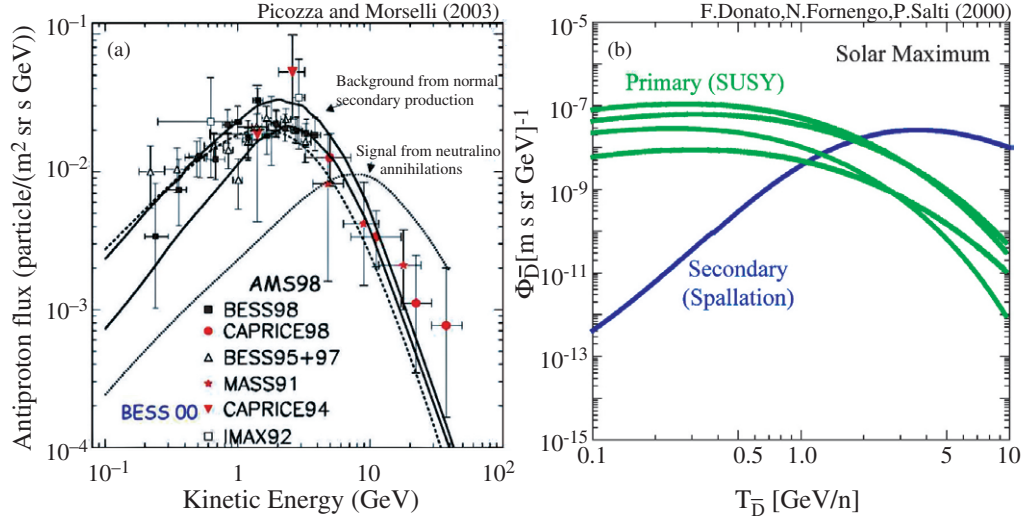 Picozza and Morselli (2003)
(a)
Background from normal
secondary production
Signal from neutralino
annihilations
AMS98
BESS98
CAPRICE98
BESS95+97
MASS91
BESS 00
CAPRICE94
IMAX92
10⁻¹
10⁻²
10⁻³
10⁻⁴
10⁻¹ 1 10 10²
Kinetic Energy (GeV)
Antiproton flux (particle/(m² sr s GeV))
F.Donato,N.Fornengo,P.Salti (2000)
(b)
Solar Maximum
Primary (SUSY)
Secondary
(Spallation)
10⁻⁵
10⁻⁷
10⁻⁹
10⁻¹¹
10⁻¹³
10⁻¹⁵
0.1 0.5 1.0 5 10
T_D̅ [GeV/n]
Φ_D̅ [m s sr GeV]⁻¹